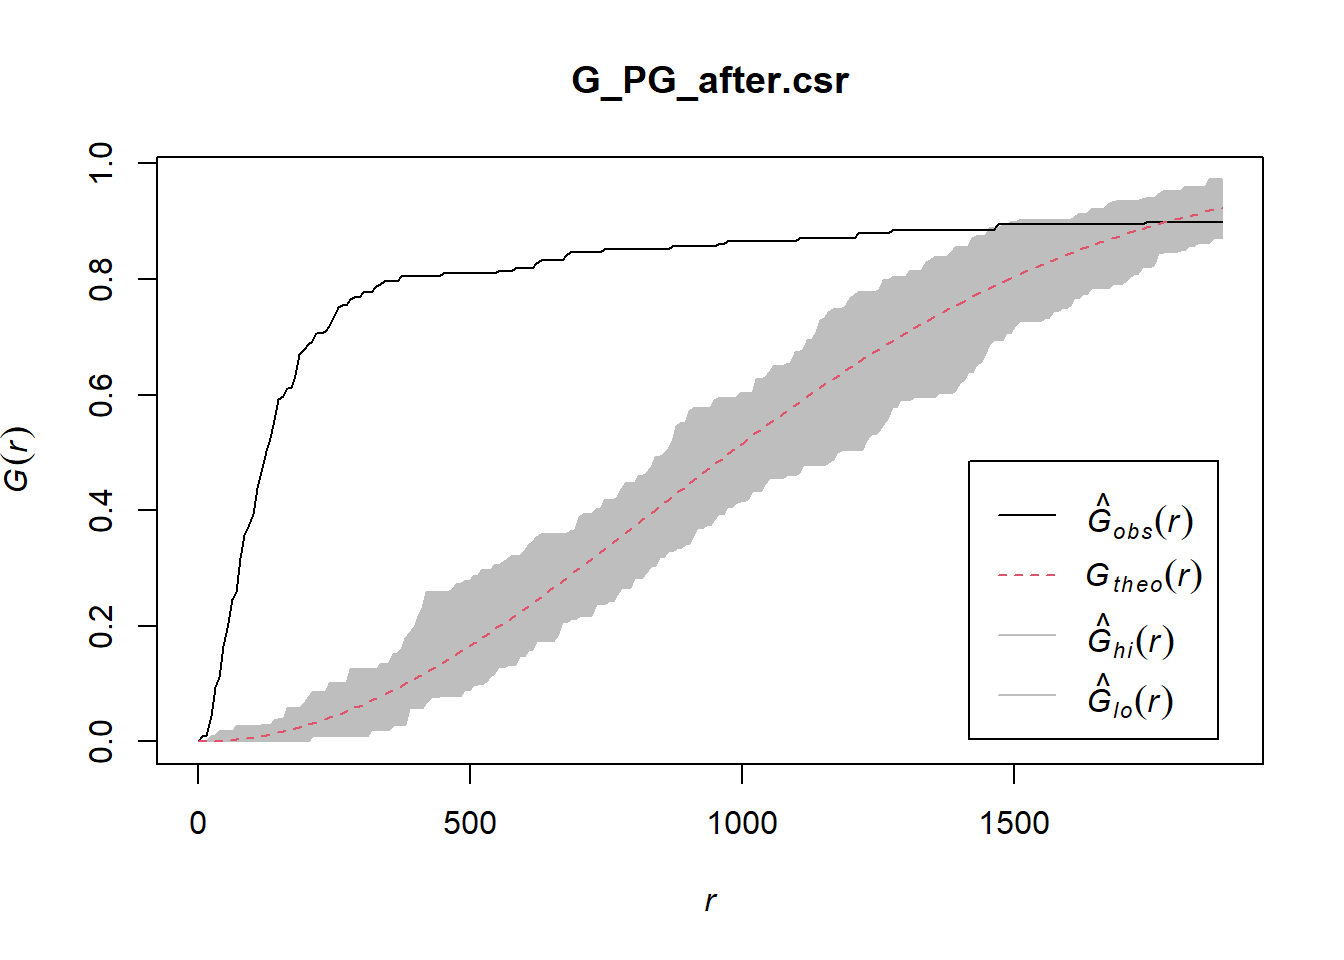 G_PG_after.csr
G(r)
1.0
0.8
0.6
0.4
0.2
0.0
0 500 1000 1500
r
Ĝobs(r)
Gtheo(r)
Ĝhi(r)
Ĝlo(r)